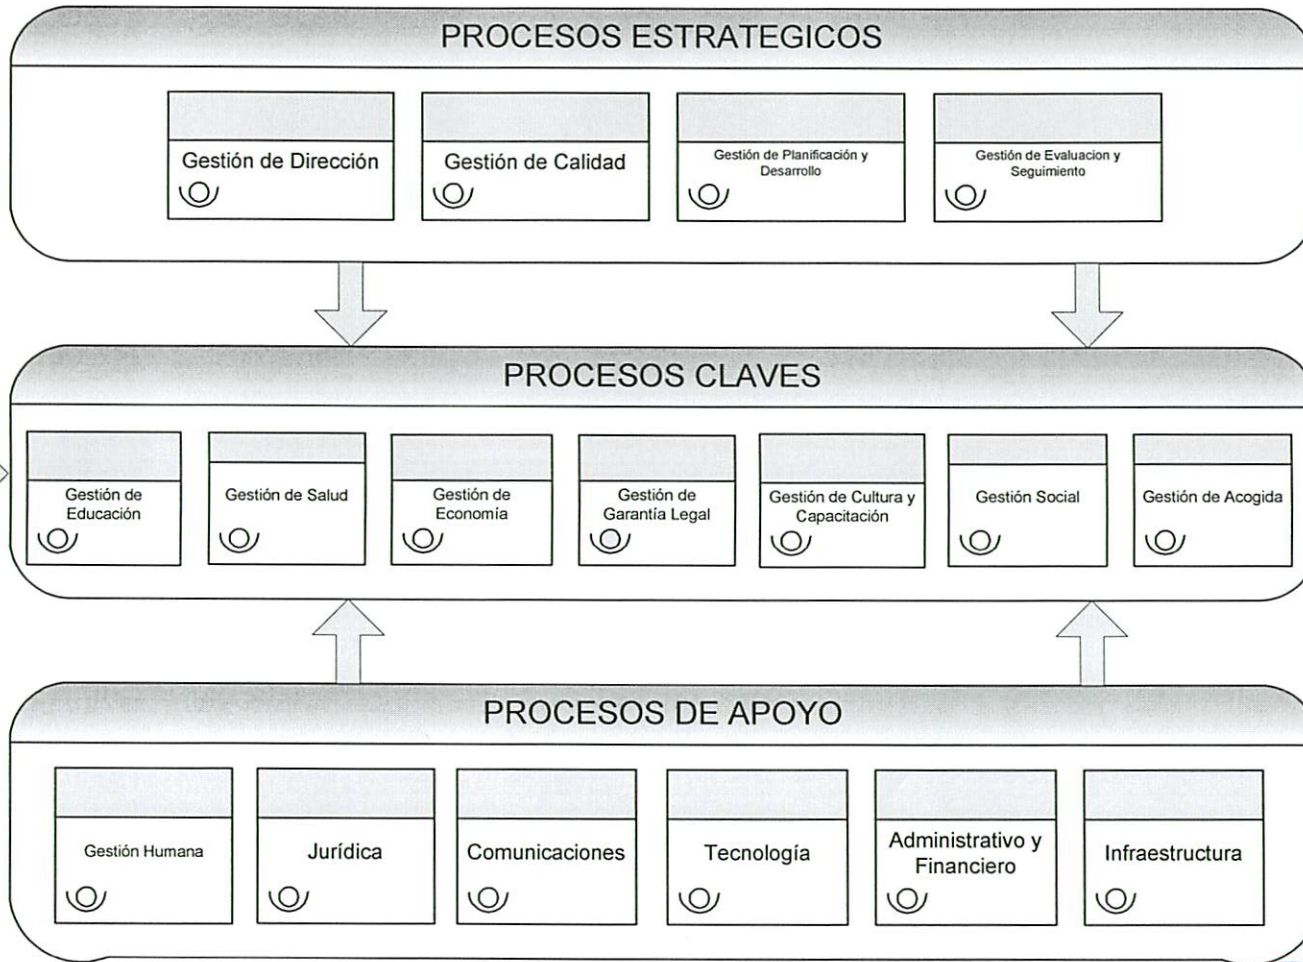 PROCESOS ESTRATEGICOS
Gestión de Dirección
Gestión de Calidad
Gestión de Planificación y
Desarrollo
Gestión de Evaluacion y
Seguimiento
PROCESOS CLAVES
Gestión de
Educación
Gestión de Salud
Gestión de
Economía
Gestión de
Garantía Legal
Gestión de Cultura y
Capacitación
Gestión Social
Gestión de Acogida
PROCESOS DE APOYO
Gestión Humana
Jurídica
Comunicaciones
Tecnología
Administrativo y
Financiero
Infraestructura